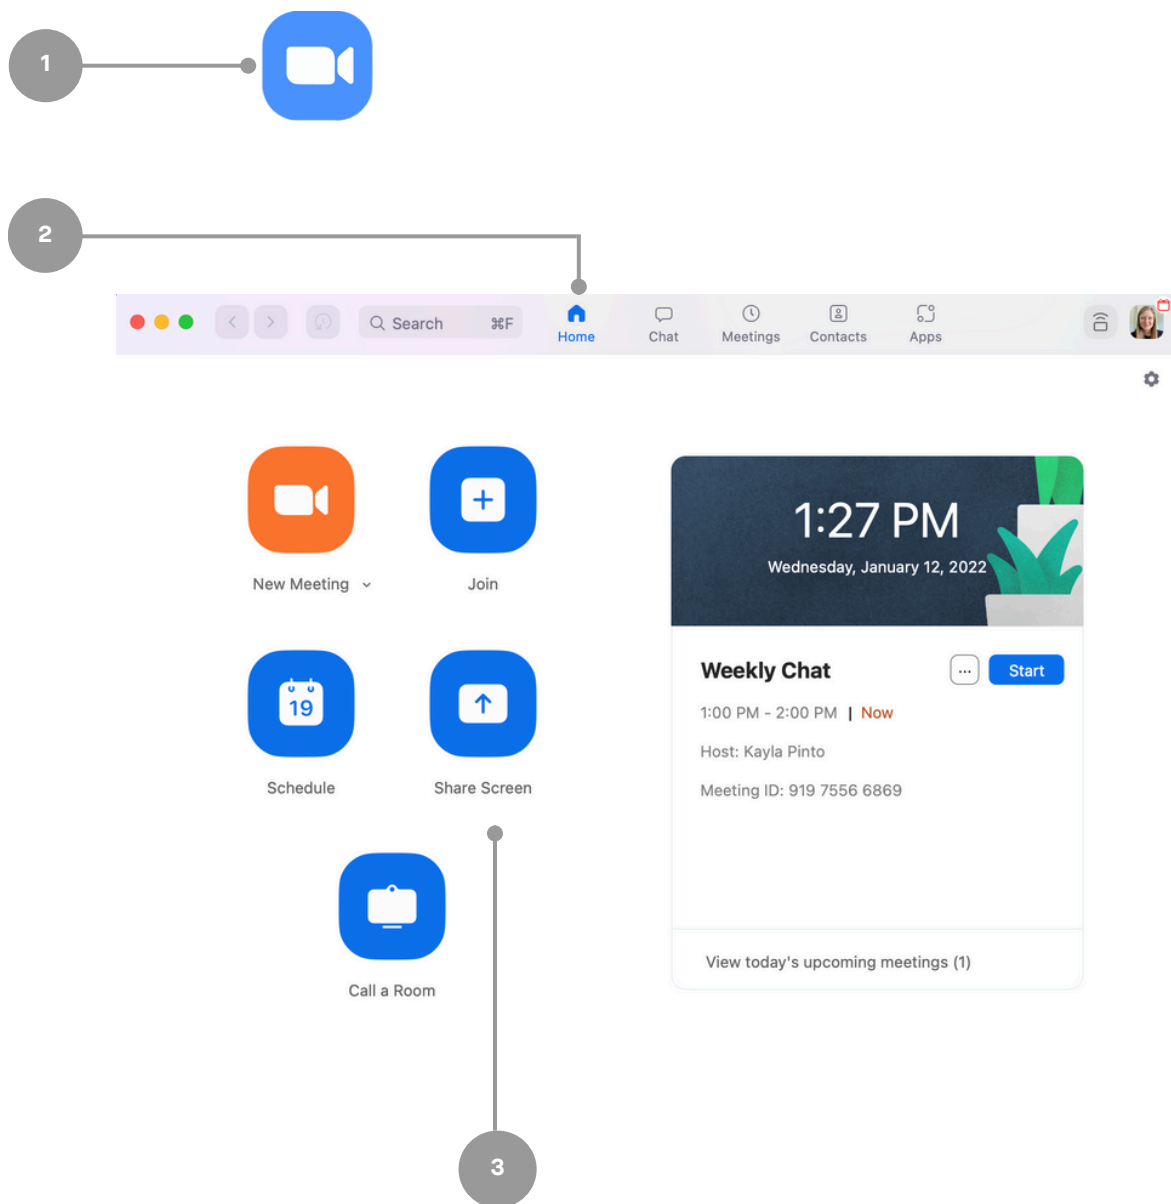 1
2
Search ⌘F
Home
Chat
Meetings
Contacts
Apps
New Meeting
Join
1:27 PM
Wednesday, January 12, 2022
Weekly Chat
... Start
1:00 PM - 2:00 PM | Now
Host: Kayla Pinto
Meeting ID: 919 7556 6869
19
Schedule
Share Screen
Call a Room
View today's upcoming meetings (1)
3